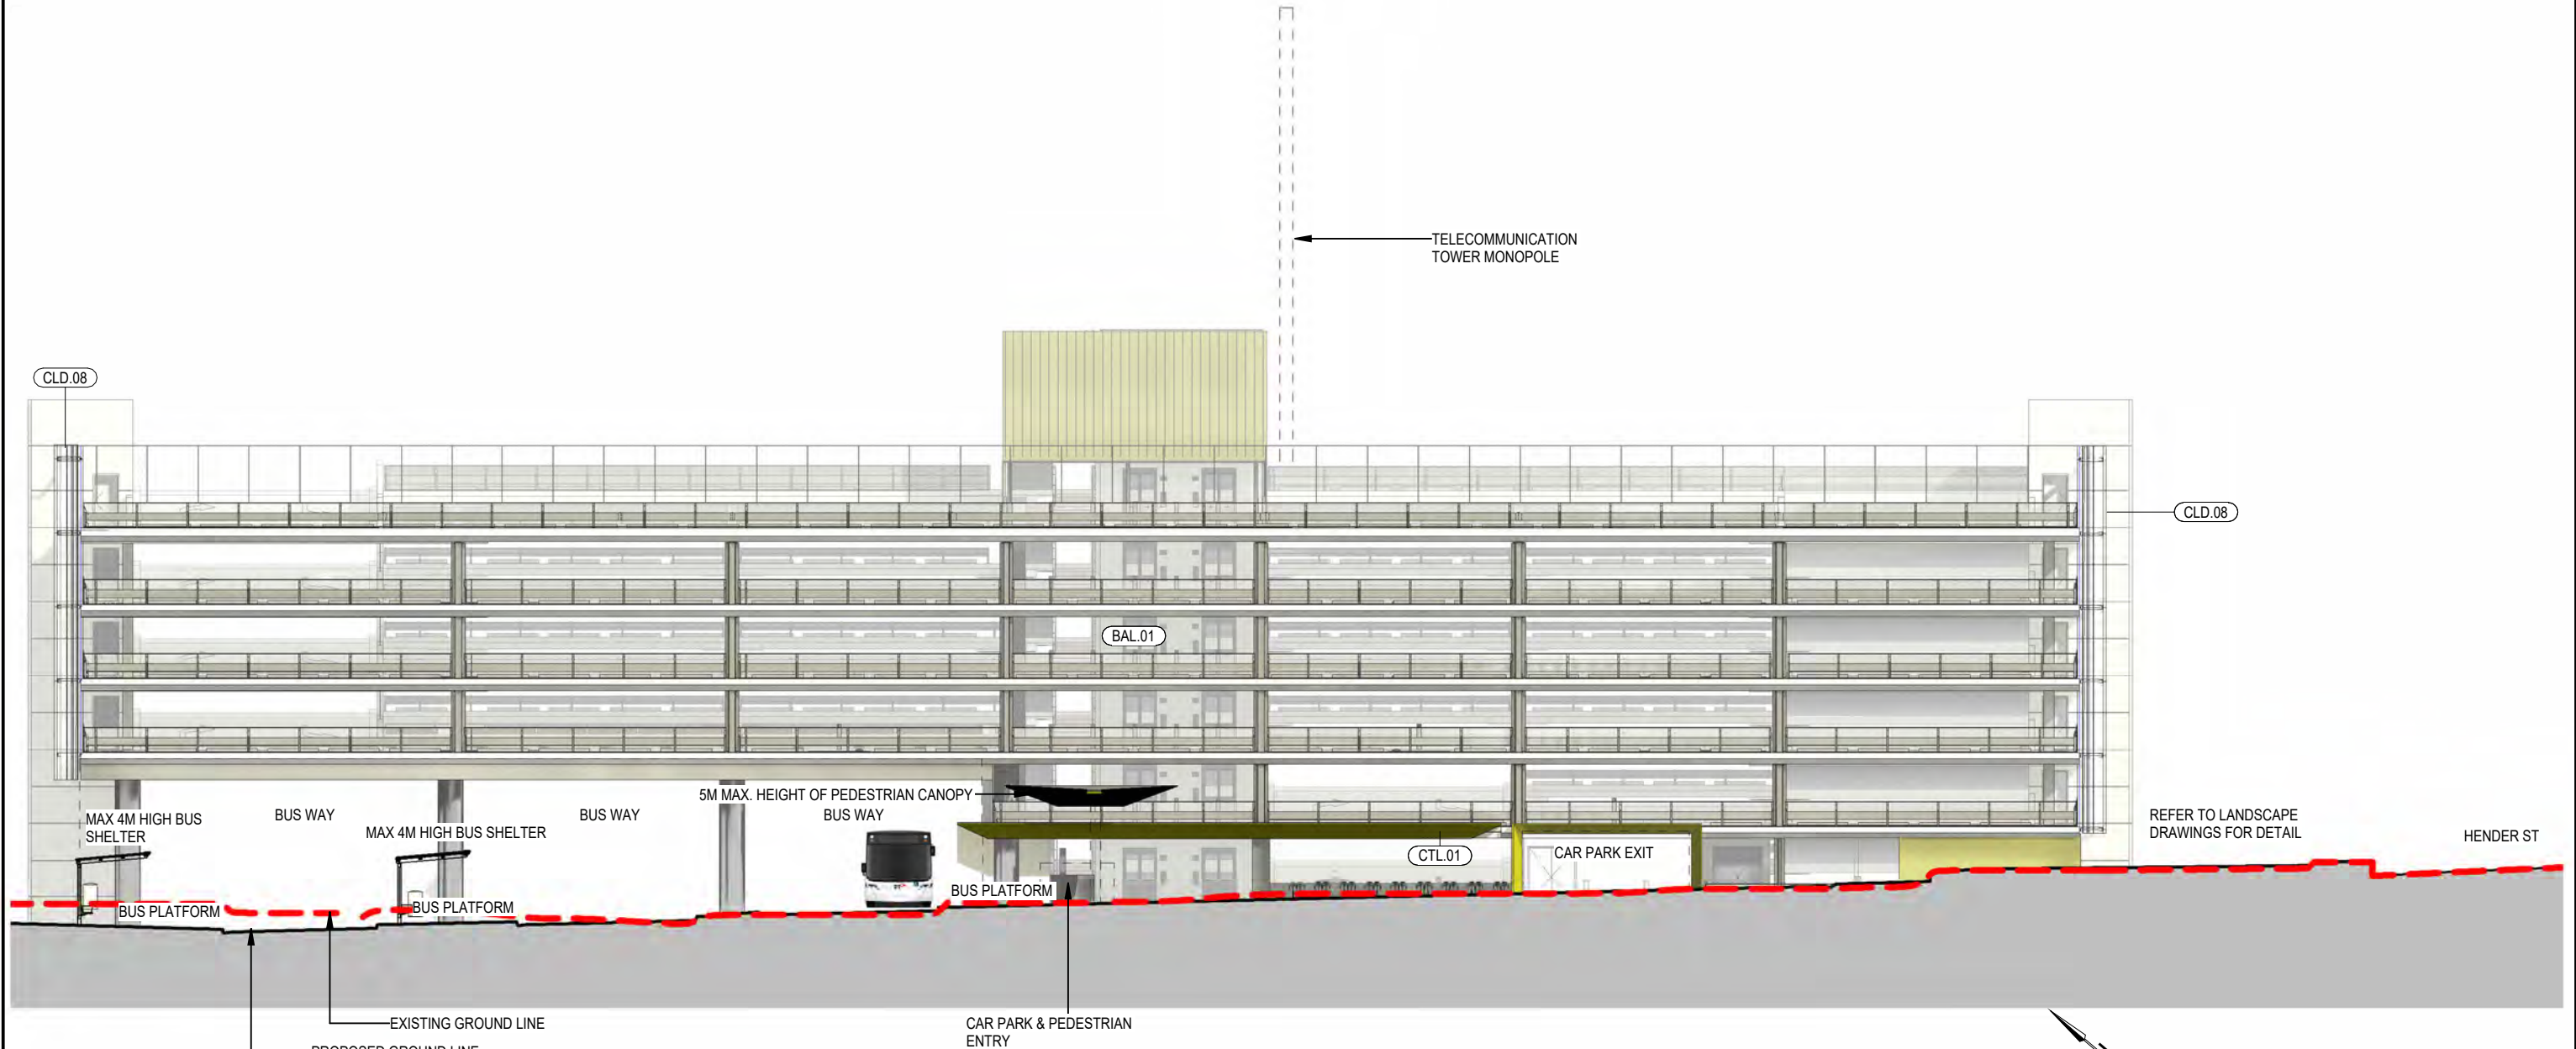 TELECOMMUNICATION
TOWER MONOPOLE
CLD.08
CLD.08
BAL.01
5M MAX. HEIGHT OF PEDESTRIAN CANOPY
MAX 4M HIGH BUS
SHELTER
BUS WAY
MAX 4M HIGH BUS SHELTER
BUS WAY
BUS WAY
REFER TO LANDSCAPE
DRAWINGS FOR DETAIL
HENDER ST
CTL.01
CAR PARK EXIT
BUS PLATFORM
BUS PLATFORM
BUS PLATFORM
EXISTING GROUND LINE
CAR PARK & PEDESTRIAN
ENTRY
PROPOSED GROUND LINE